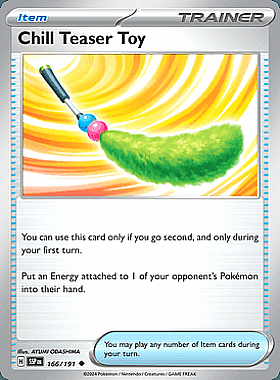 Item
TRAINER
Chill Teaser Toy
You can use this card only if you go second, and only
during your first turn.
Put an Energy attached to 1 of your opponent's Pokémon
into their hand.
Illus. AYUMI ODASHIMA
H SSP EN 166/191 ◆
©2024 Pokémon / Nintendo / Creatures / GAME FREAK
You may play any number of Item cards during
your turn.